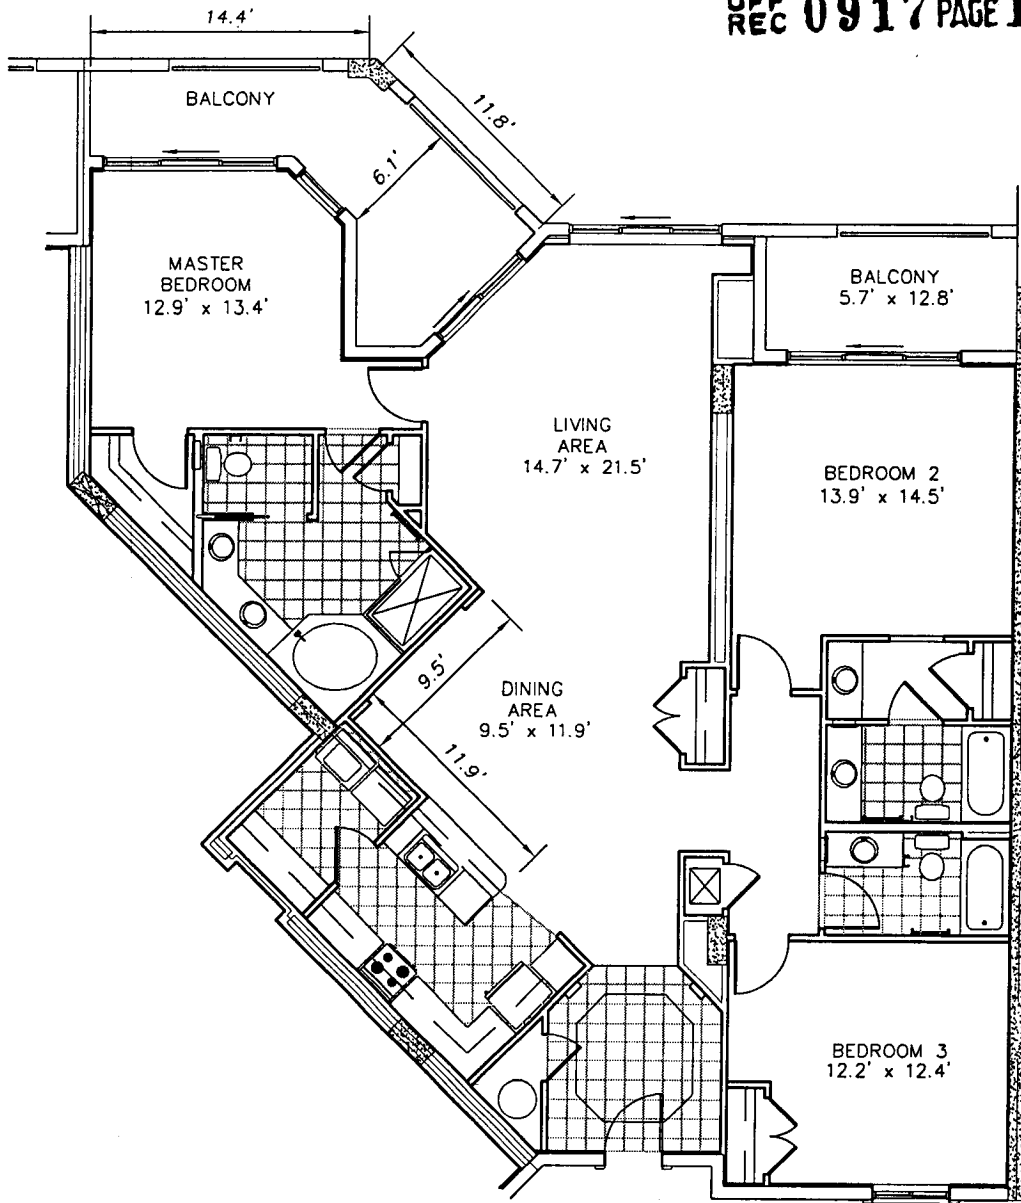 OFF
REC 0917 PAGE
14.4'
BALCONY
11.8'
6.1'
MASTER
BEDROOM
12.9' x 13.4'
BALCONY
5.7' x 12.8'
LIVING
AREA
14.7' x 21.5'
BEDROOM 2
13.9' x 14.5'
9.5'
DINING
AREA
9.5' x 11.9'
11.9'
BEDROOM 3
12.2' x 12.4'